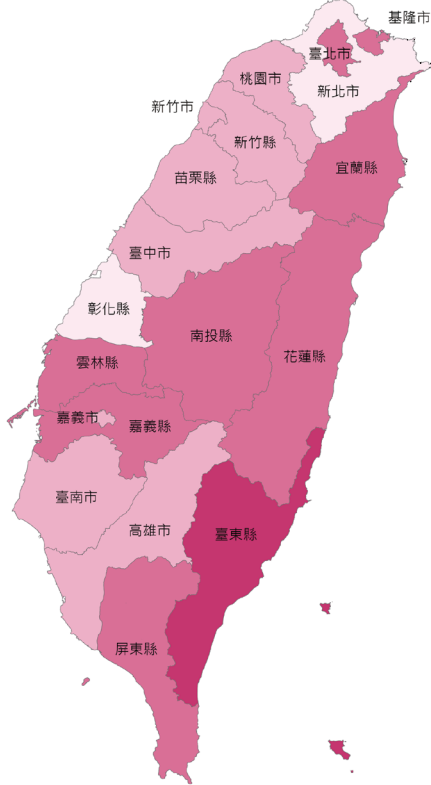 基隆市
臺北市
桃園市
新北市
新竹市
新竹縣
宜蘭縣
苗栗縣
臺中市
彰化縣
南投縣
花蓮縣
雲林縣
嘉義市
嘉義縣
臺南市
高雄市
臺東縣
屏東縣